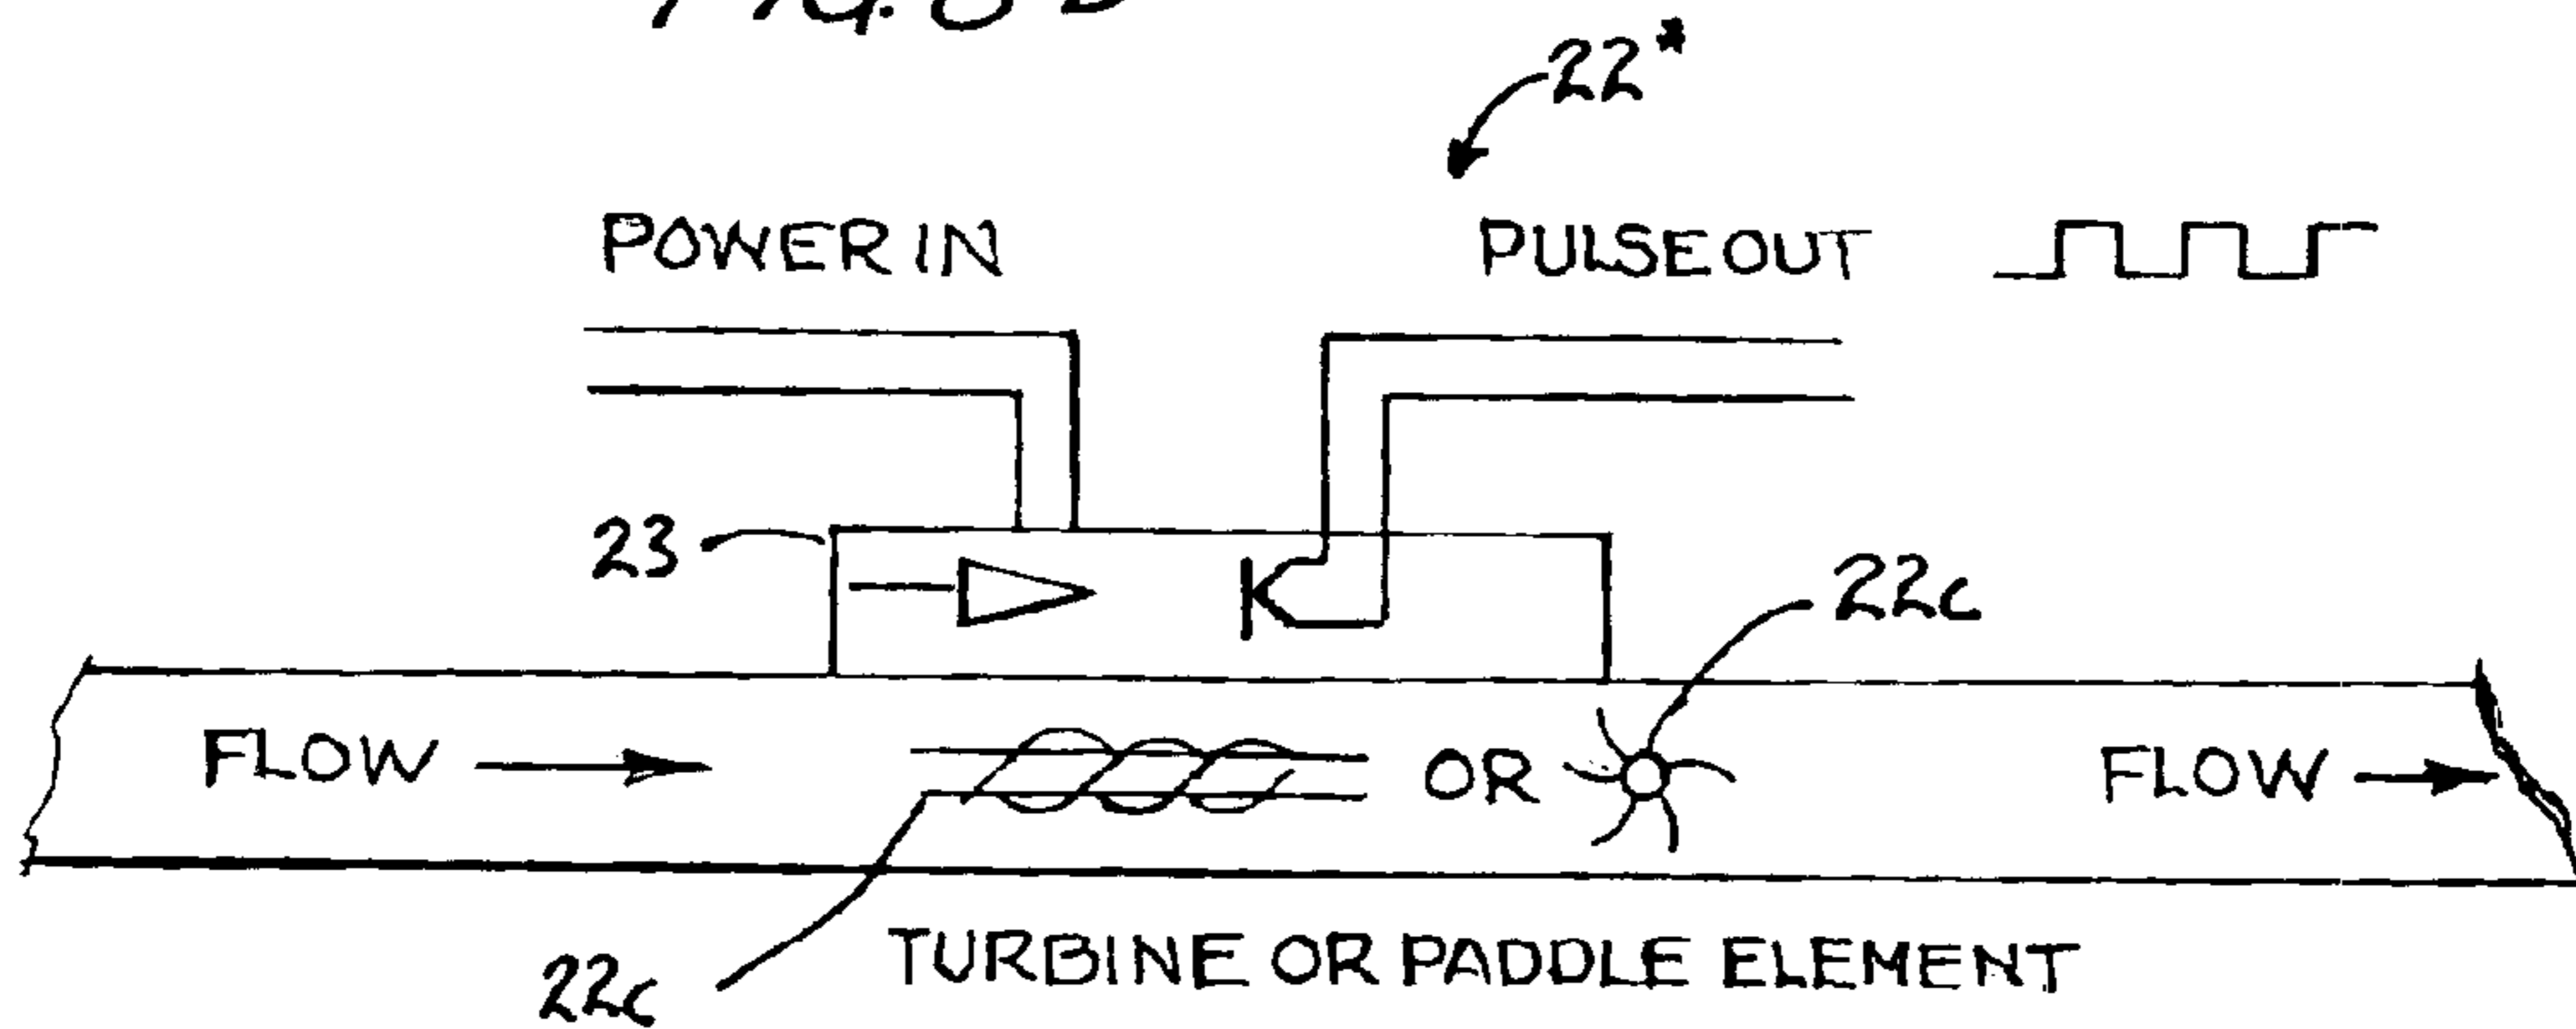 22*
POWER IN
PULSE OUT
23
22c
FLOW
OR
FLOW
22c
TURBINE OR PADDLE ELEMENT